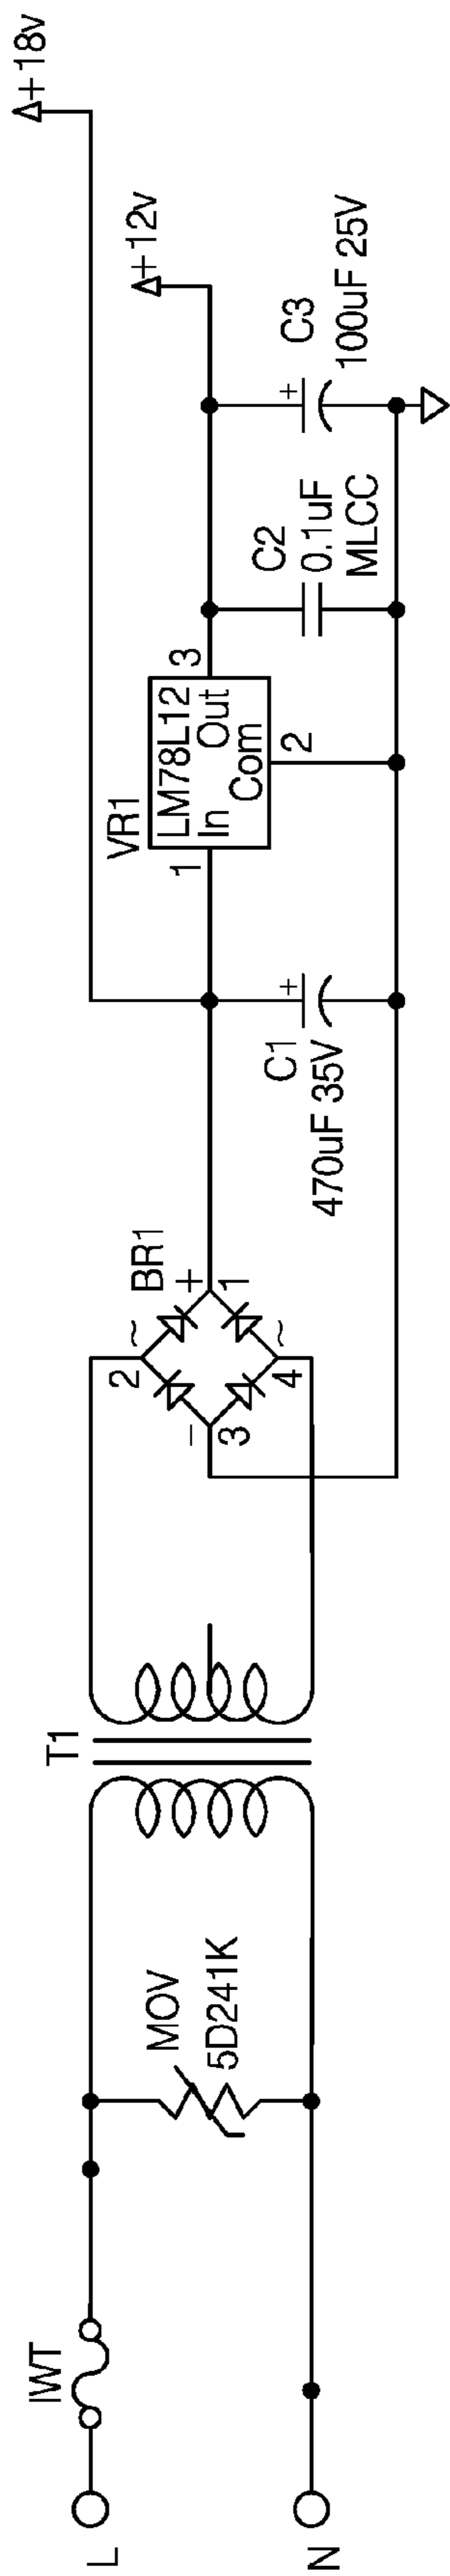 L
N
IWT
MOV
5D241K
T1
BR1
~
+
1
2
-
3
4
~
C1
+
470uF 35V
VR1
LM78L12
In
Out
Com
1
3
2
C2
0.1uF
MLCC
C3
+
100uF 25V
+12v
+18v